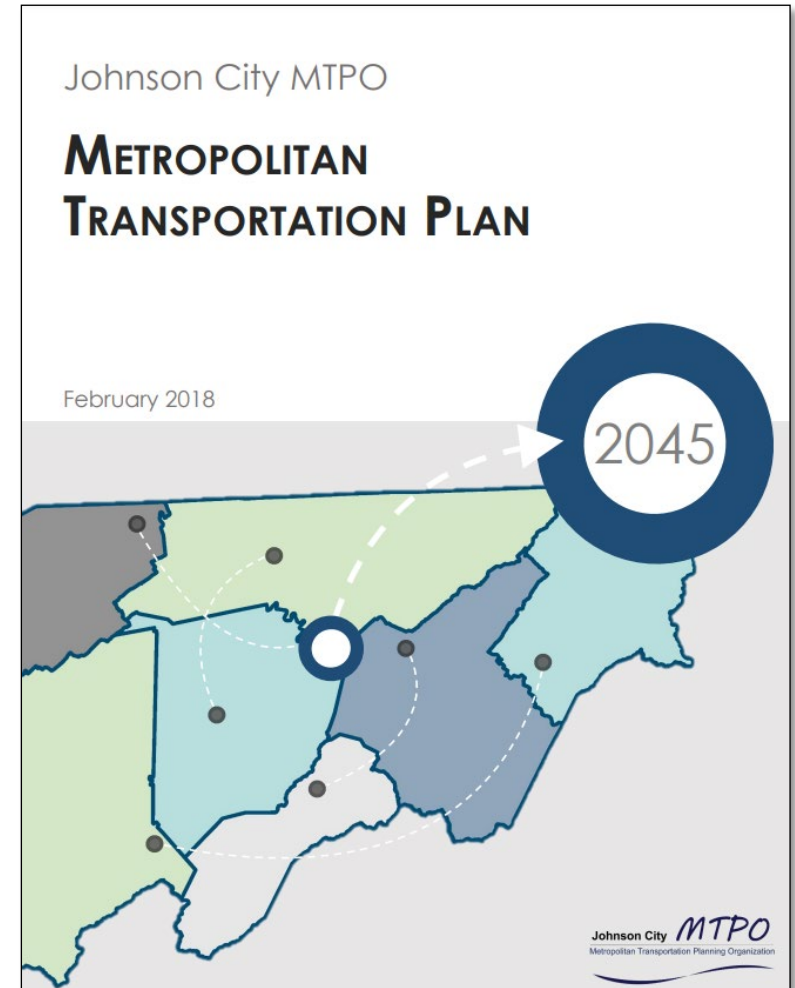 Johnson City MTPO
METROPOLITAN
TRANSPORTATION PLAN
February 2018
2045
Johnson City MTPO
Metropolitan Transportation Planning Organization